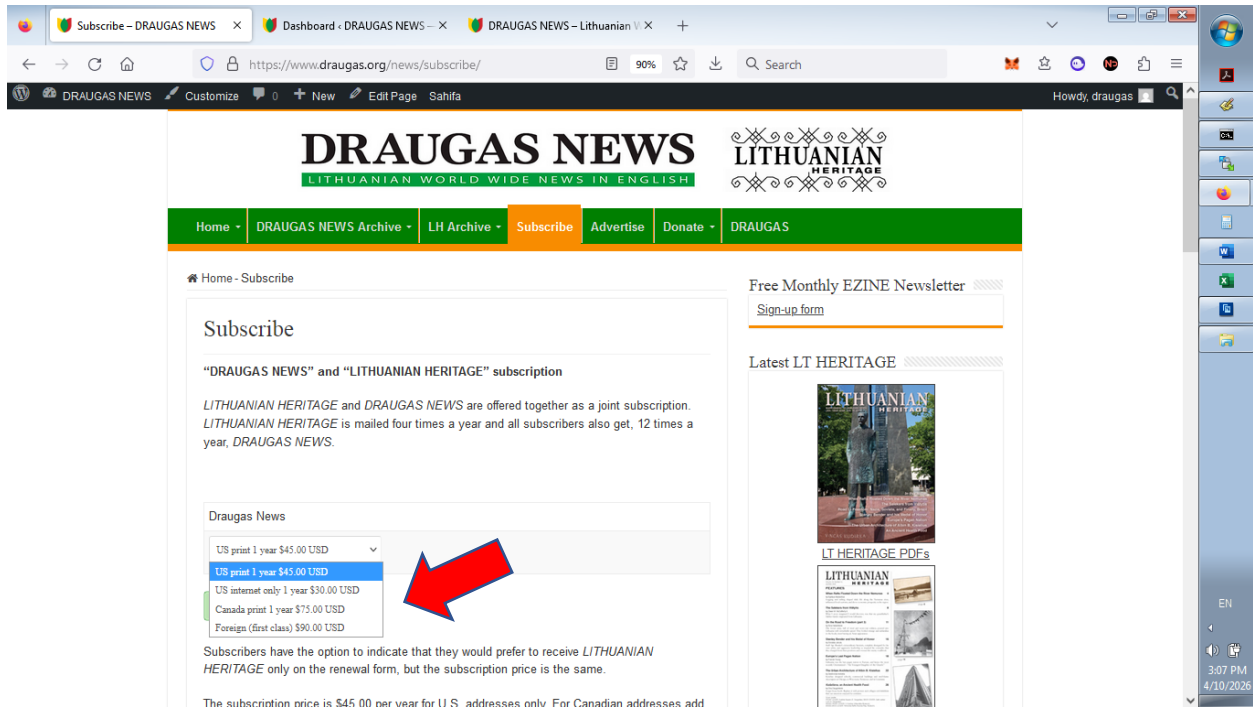 Subscribe – DRAUGAS NEWS
Dashboard ‹ DRAUGAS NEWS –
DRAUGAS NEWS – Lithuanian
https://www.draugas.org/news/subscribe/
90%
Search
DRAUGAS NEWS
Customize
0
New
Edit Page
Sahifa
Howdy, draugas
DRAUGAS NEWS
LITHUANIAN WORLD WIDE NEWS IN ENGLISH
LITHUANIAN
HERITAGE
Home
DRAUGAS NEWS Archive
LH Archive
Subscribe
Advertise
Donate
DRAUGAS
Home - Subscribe
Subscribe
“DRAUGAS NEWS” and “LITHUANIAN HERITAGE” subscription
LITHUANIAN HERITAGE and DRAUGAS NEWS are offered together as a joint subscription.
LITHUANIAN HERITAGE is mailed four times a year and all subscribers also get, 12 times a
year, DRAUGAS NEWS.
Draugas News
US print 1 year $45.00 USD
US print 1 year $45.00 USD
US internet only 1 year $30.00 USD
Canada print 1 year $75.00 USD
Foreign (first class) $90.00 USD
Subscribers have the option to indicate that they would prefer to receive LITHUANIAN
HERITAGE only on the renewal form, but the subscription price is the same.
The subscription price is $45.00 per year for U.S. addresses only. For Canadian addresses add
Free Monthly EZINE Newsletter
Sign-up form
Latest LT HERITAGE
LITHUANIAN
HERITAGE
LT HERITAGE PDFs
LITHUANIAN
HERITAGE
FEATURES
EN
3:07 PM
4/10/2026